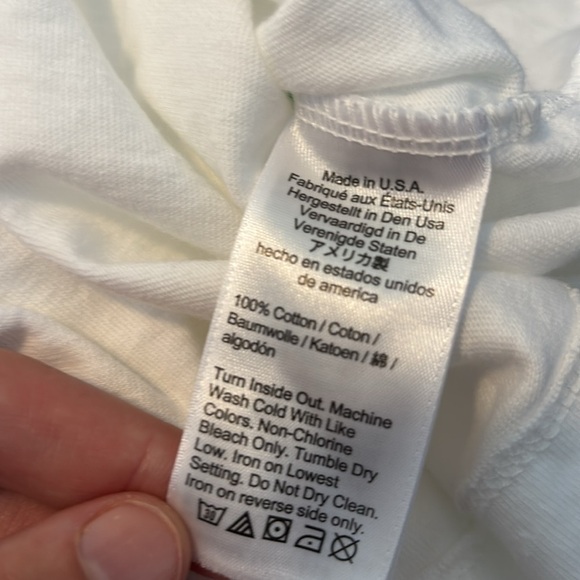 Made in U.S.A.
Fabriqué aux États-Unis
Hergestellt in Den Usa
Vervaardigd in De
Verenigde Staten
アメリカ製
hecho en estados unidos
de america
100% Cotton / Coton /
Baumwolle / Katoen / 綿 /
algodón
Turn Inside Out. Machine
Wash Cold With Like
Colors. Non-Chlorine
Bleach Only. Tumble Dry
Low. Iron on Lowest
Setting. Do Not Dry Clean.
Iron on reverse side only.
30